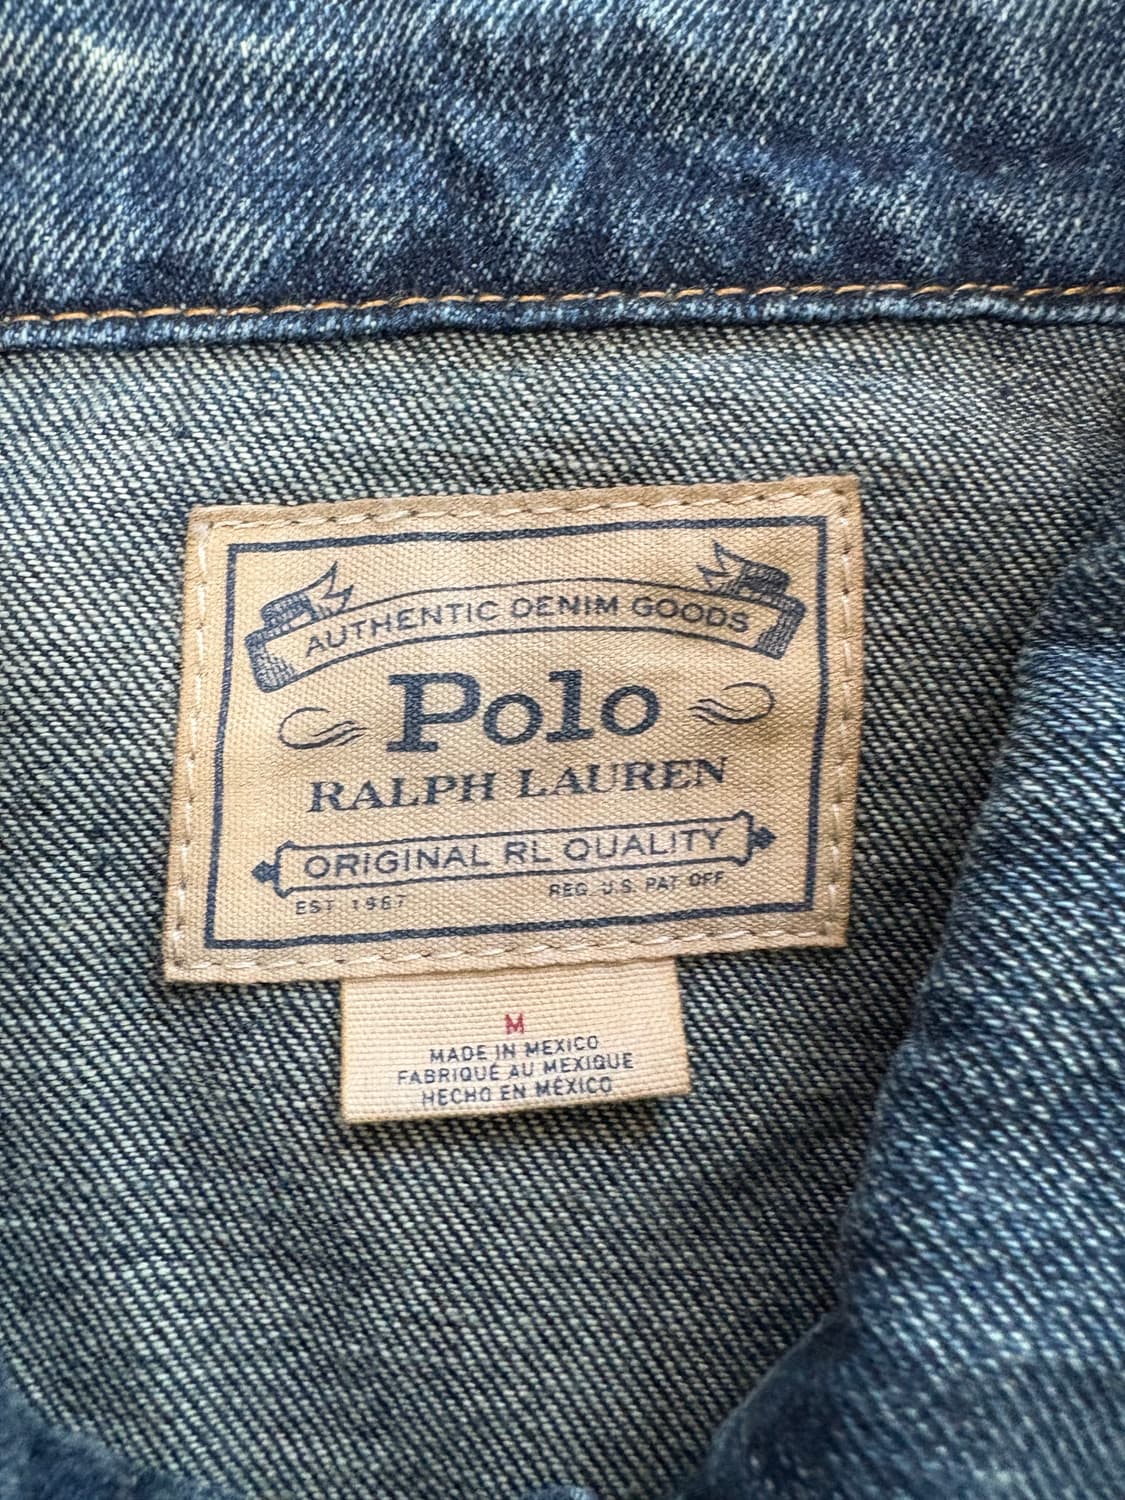 AUTHENTIC DENIM GOODS
Polo
RALPH LAUREN
ORIGINAL RL QUALITY
EST 1967
REG. U.S. PAT OFF
M
MADE IN MEXICO
FABRIQUÉ AU MEXIQUE
HECHO EN MÉXICO